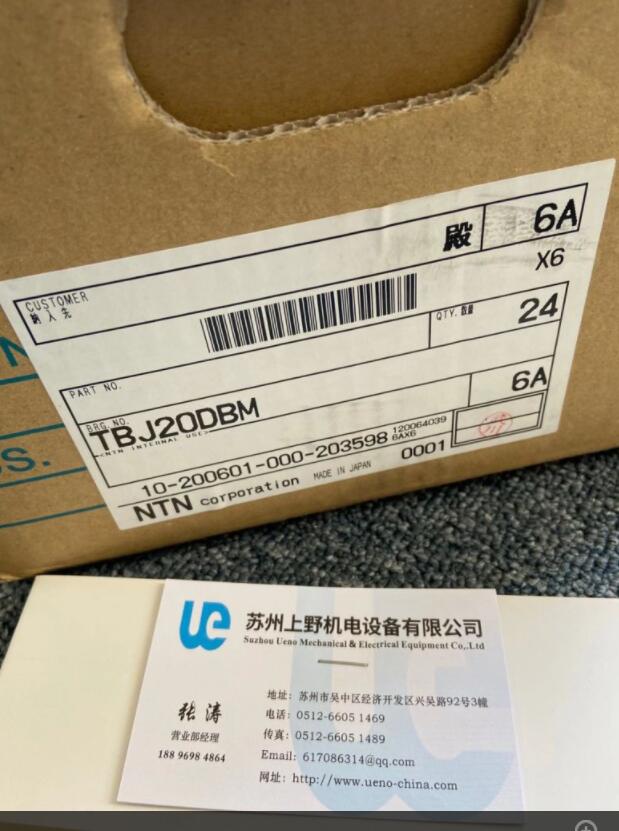 CUSTOMER
納入先
殿
6A
X6
QTY. 数量
24
PART NO.
BRG. NO.
TBJ20DBM
<NTN INTERNAL USE>
6A
10-200601-000-203598
120064039
6AX6
0001
NTN corporation
MADE IN JAPAN
N
S.
ue
苏州上野机电设备有限公司
Suzhou Ueno Mechanical & Electrical Equipment Co,.Ltd
张涛
营业部经理
188 9698 4864
地址：苏州市吴中区经济开发区兴吴路92号3幢
电话：0512-6605 1469
传真：0512-6605 1489
Email：617086314@qq.com
网址：http://www.ueno-china.com